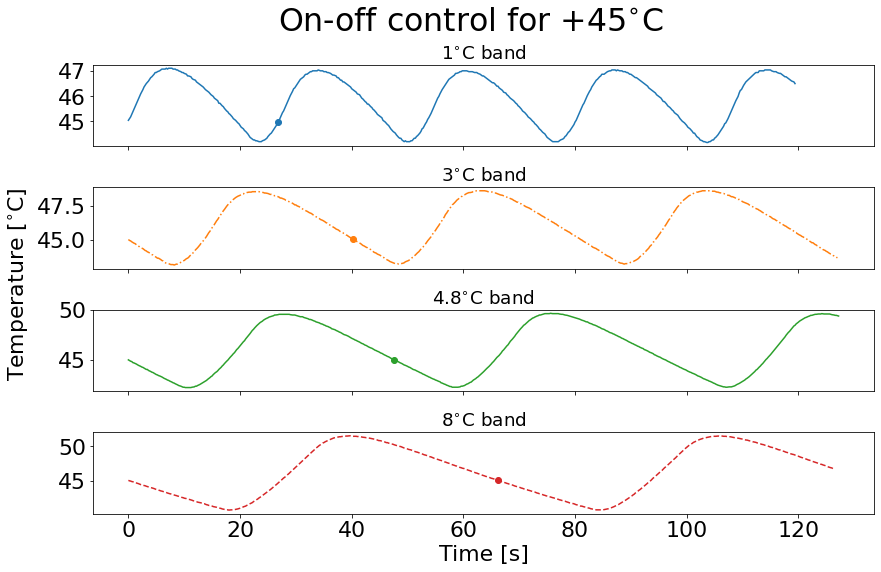 On-off control for +45°C
1°C band
47
46
45
3°C band
47.5
45.0
Temperature [°C]
4.8°C band
50
45
8°C band
50
45
0 20 40 60 80 100 120
Time [s]